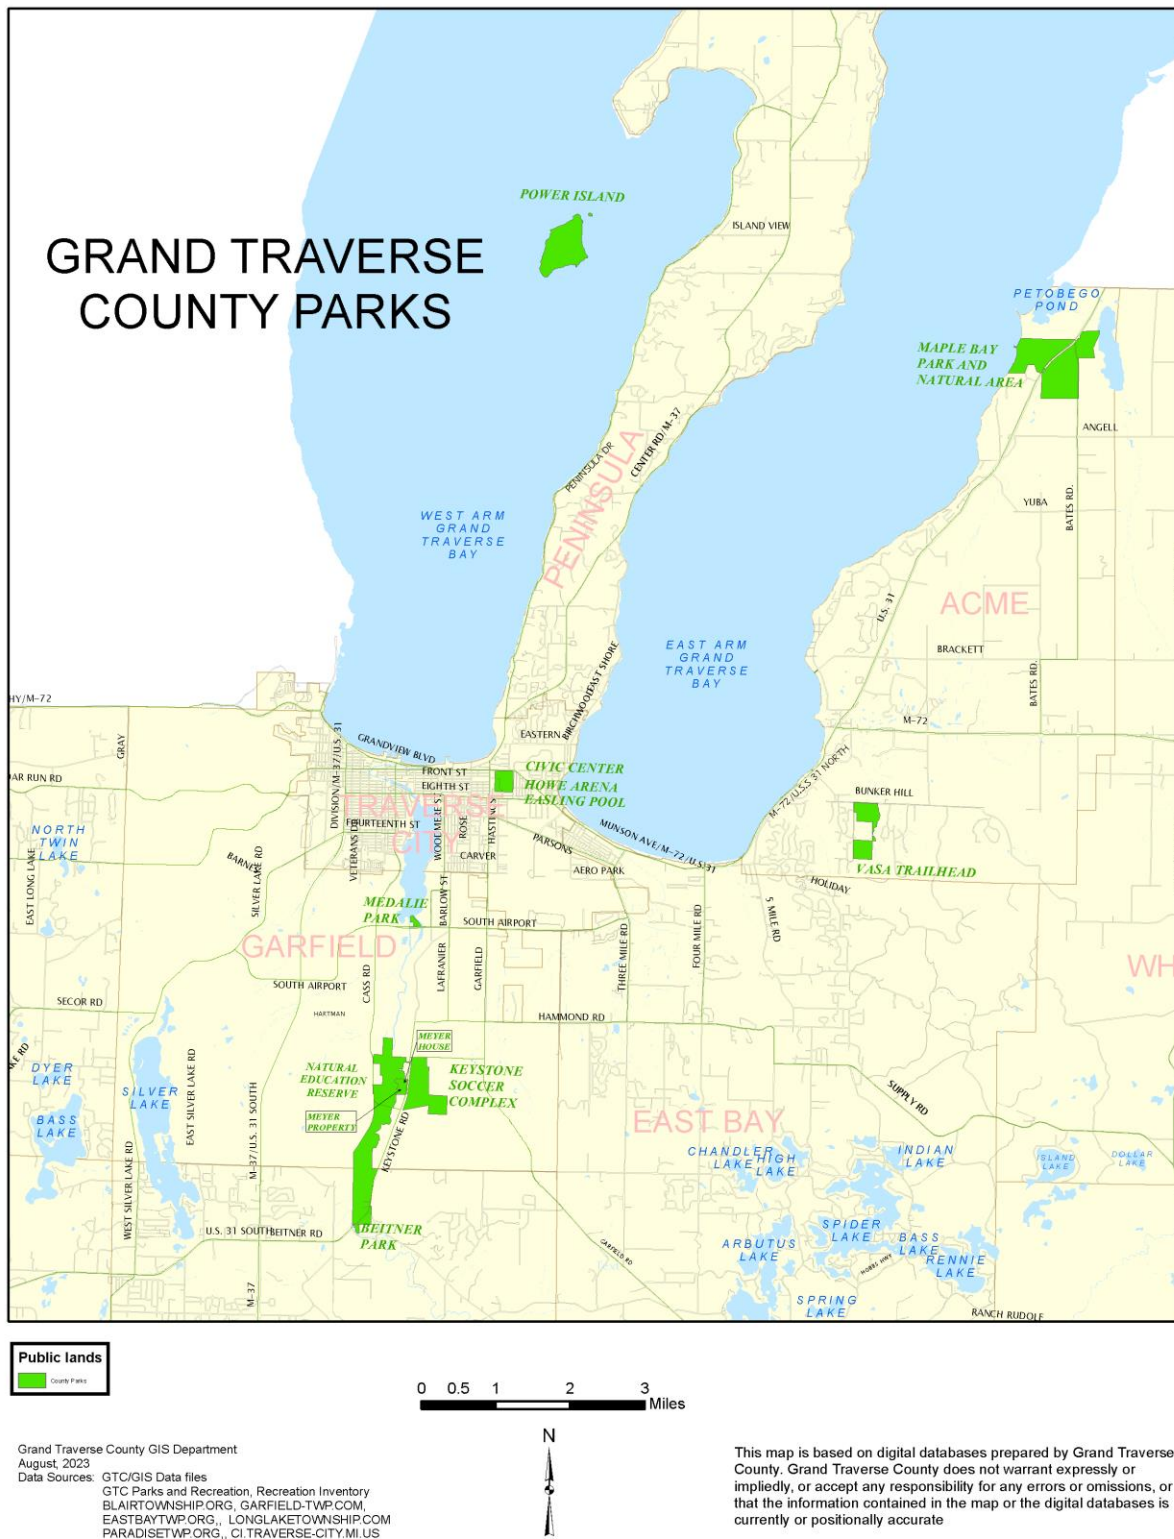 GRAND TRAVERSE
COUNTY PARKS
POWER ISLAND
ISLAND VIEW
PETOBEGO
POND
MAPLE BAY
PARK AND
NATURAL AREA
ANGELL
PENINSULA DR
CENTER RD/M-37
PENINSULA
YUBA
BATES RD.
WEST ARM
GRAND
TRAVERSE
BAY
ACME
U.S. 31
EAST ARM
GRAND
TRAVERSE
BAY
BRACKETT
BATES RD.
EAST SHORE
BIRCHWOOD
HY/M-72
M-72
GRAY
DIVISION/M-37/U.S. 31
GRANDVIEW BLVD
EASTERN
M-72/U.S.S 31 NORTH
FRONT ST
CIVIC CENTER
HOWE ARENA
EASLING POOL
DAR RUN RD
EIGHTH ST
BUNKER HILL
TRAVERSE
CITY
FOURTEENTH ST
WOODMERE ST
ROSE
HASTINGS
NORTH
TWIN
LAKE
VETERANS DR
BARNEY
SILVER LAKE RD
CARVER
PARSONS
MUNSON AVE/M-72/U.S.31
AERO PARK
VASA TRAILHEAD
HOLIDAY
EAST LONG LAKE
MEDALIE
PARK
BARLOW ST
SOUTH AIRPORT
5 MILE RD
GARFIELD
THREE MILE RD
FOUR MILE RD
CASS RD
LAFRANIER
GARFIELD
SOUTH AIRPORT
WH
SECOR RD
HARTMAN
HAMMOND RD
MEYER
HOUSE
KE RD
DYER
LAKE
BASS
LAKE
SILVER
LAKE
EAST SILVER LAKE RD
NATURAL
EDUCATION
RESERVE
KEYSTONE
SOCCER
COMPLEX
MEYER
PROPERTY
KEYSTONE RD
SUPPLY RD
EAST BAY
M-37/U.S. 31 SOUTH
WEST SILVER LAKE RD
CHANDLER
LAKE
HIGH
LAKE
INDIAN
LAKE
ISLAND
LAKE
DOLLAR
LAKE
U.S. 31 SOUTH
BEITNER RD
BEITNER
PARK
GARFIELD RD
ARBUTUS
LAKE
SPIDER
LAKE
BASS
LAKE
RENNIE
LAKE
HOBBS HWY
M-37
SPRING
LAKE
RANCH RUDOLF
Public lands
County Parks
0 0.5 1 2 3
Miles
N
Grand Traverse County GIS Department
August, 2023
Data Sources: GTC/GIS Data files
GTC Parks and Recreation, Recreation Inventory
BLAIRTOWNSHIP.ORG, GARFIELD-TWP.COM,
EASTBAYTWP.ORG,, LONGLAKETOWNSHIP.COM
PARADISETWP.ORG,, CI.TRAVERSE-CITY.MI.US
This map is based on digital databases prepared by Grand Traverse
County. Grand Traverse County does not warrant expressly or
impliedly, or accept any responsibility for any errors or omissions, or
that the information contained in the map or the digital databases is
currently or positionally accurate